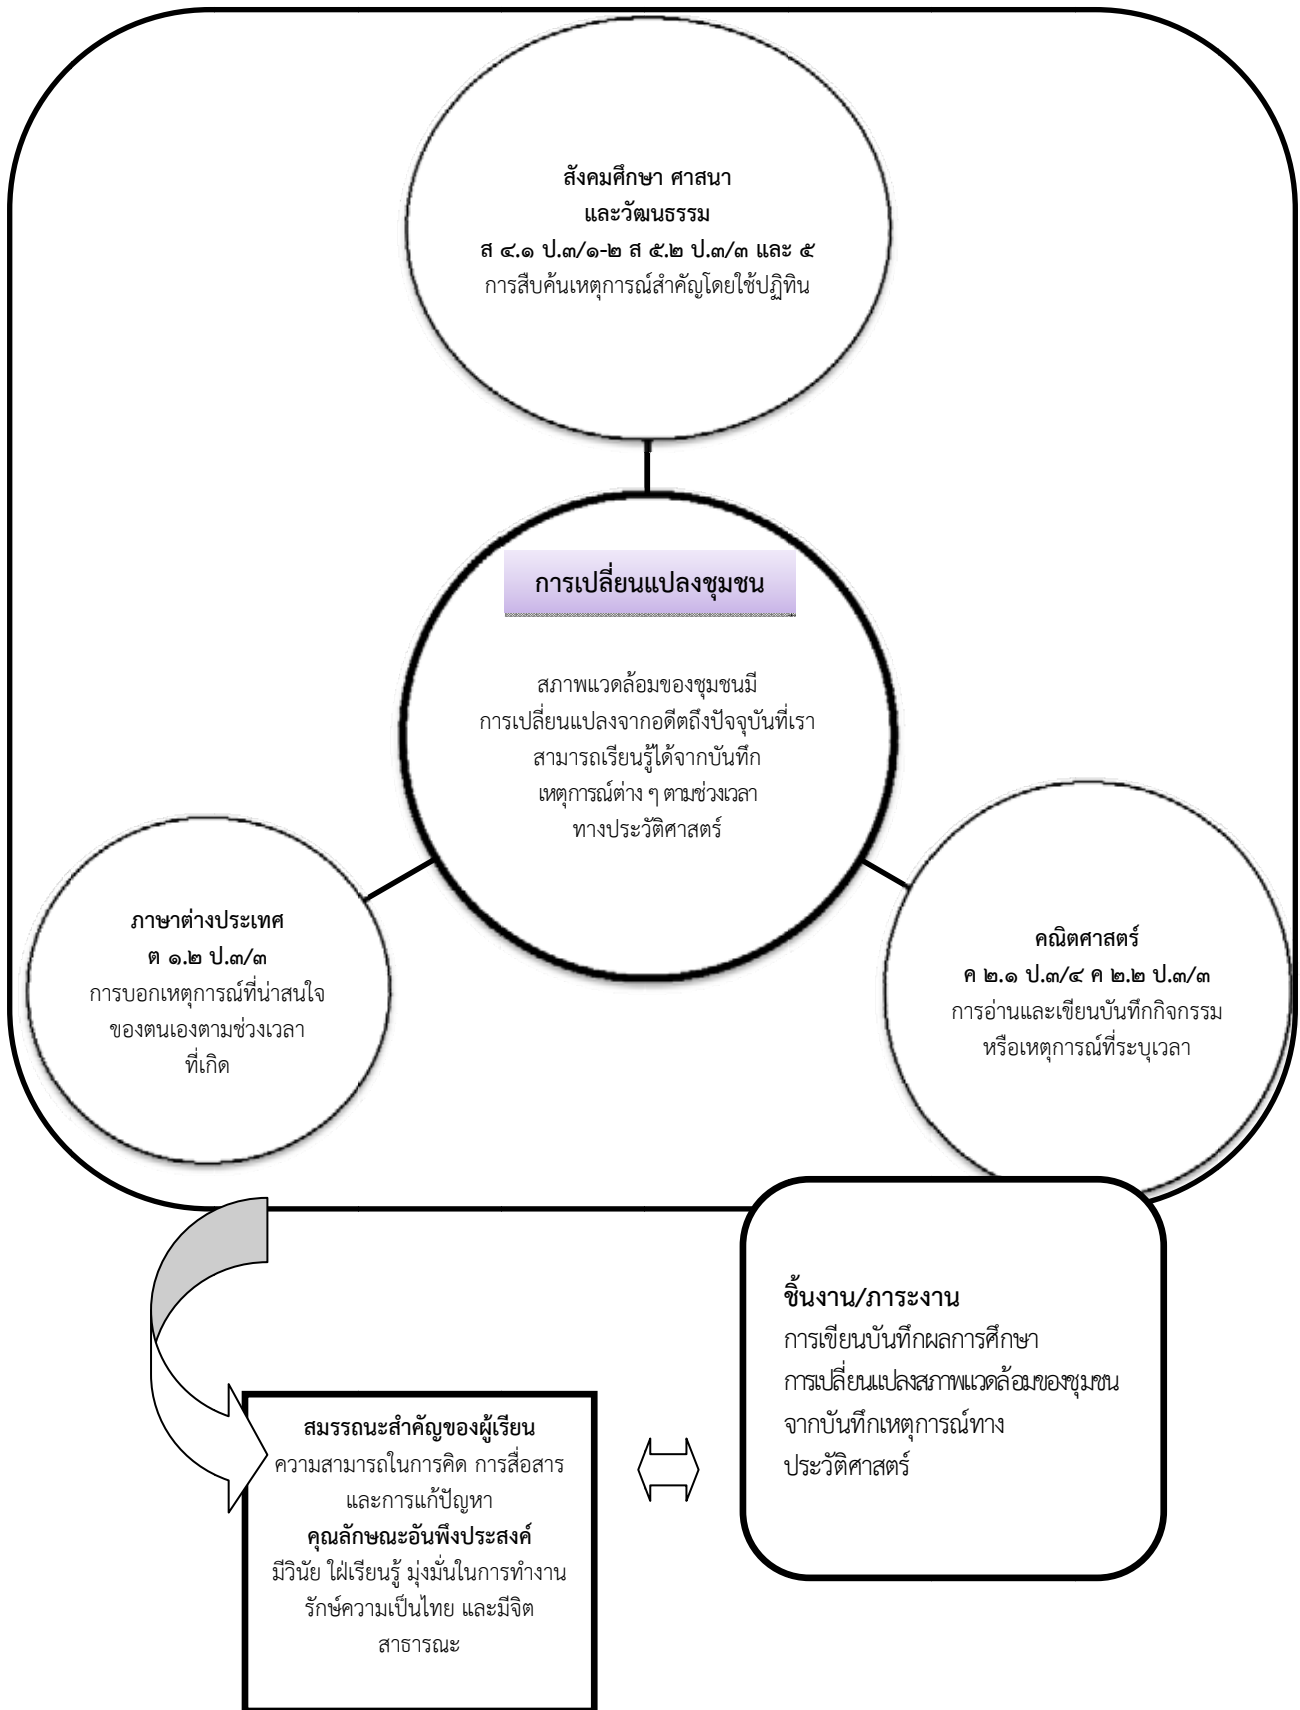 สังคมศึกษา ศาสนา
และวัฒนธรรม
ส ๔.๑ ป.๓/๑-๒ ส ๕.๒ ป.๓/๓ และ ๕
การสืบค้นเหตุการณ์สำคัญโดยใช้ปฏิทิน
การเปลี่ยนแปลงชุมชน
สภาพแวดล้อมของชุมชนมี
การเปลี่ยนแปลงจากอดีตถึงปัจจุบันที่เรา
สามารถเรียนรู้ได้จากบันทึก
เหตุการณ์ต่าง ๆ ตามช่วงเวลา
ทางประวัติศาสตร์
ภาษาต่างประเทศ
ต ๑.๒ ป.๓/๓
การบอกเหตุการณ์ที่น่าสนใจ
ของตนเองตามช่วงเวลา
ที่เกิด
คณิตศาสตร์
ค ๒.๑ ป.๓/๔ ค ๒.๒ ป.๓/๓
การอ่านและเขียนบันทึกกิจกรรม
หรือเหตุการณ์ที่ระบุเวลา
ชิ้นงาน/ภาระงาน
การเขียนบันทึกผลการศึกษา
การเปลี่ยนแปลงสภาพแวดล้อมของชุมชน
จากบันทึกเหตุการณ์ทาง
ประวัติศาสตร์
สมรรถนะสำคัญของผู้เรียน
ความสามารถในการคิด การสื่อสาร
และการแก้ปัญหา
คุณลักษณะอันพึงประสงค์
มีวินัย ใฝ่เรียนรู้ มุ่งมั่นในการทำงาน
รักษ์ความเป็นไทย และมีจิต
สาธารณะ